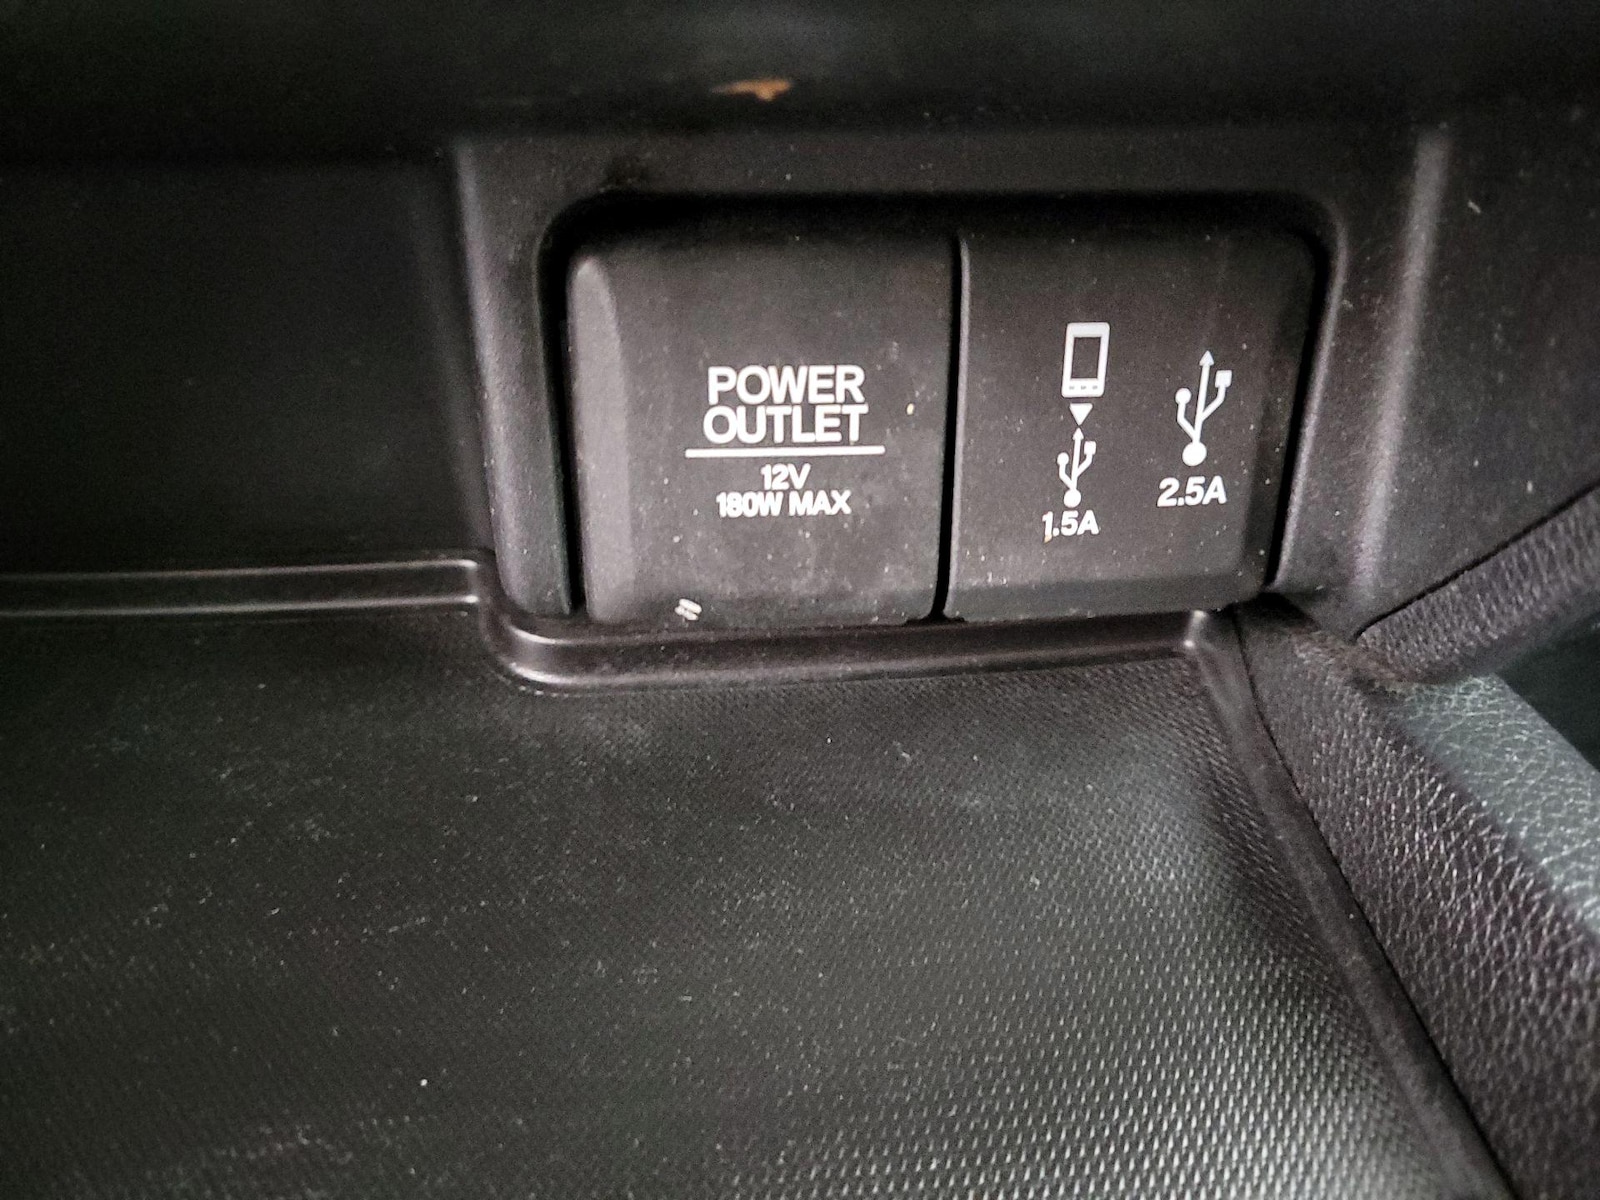 POWER
OUTLET
12V
180W MAX
1.5A
2.5A